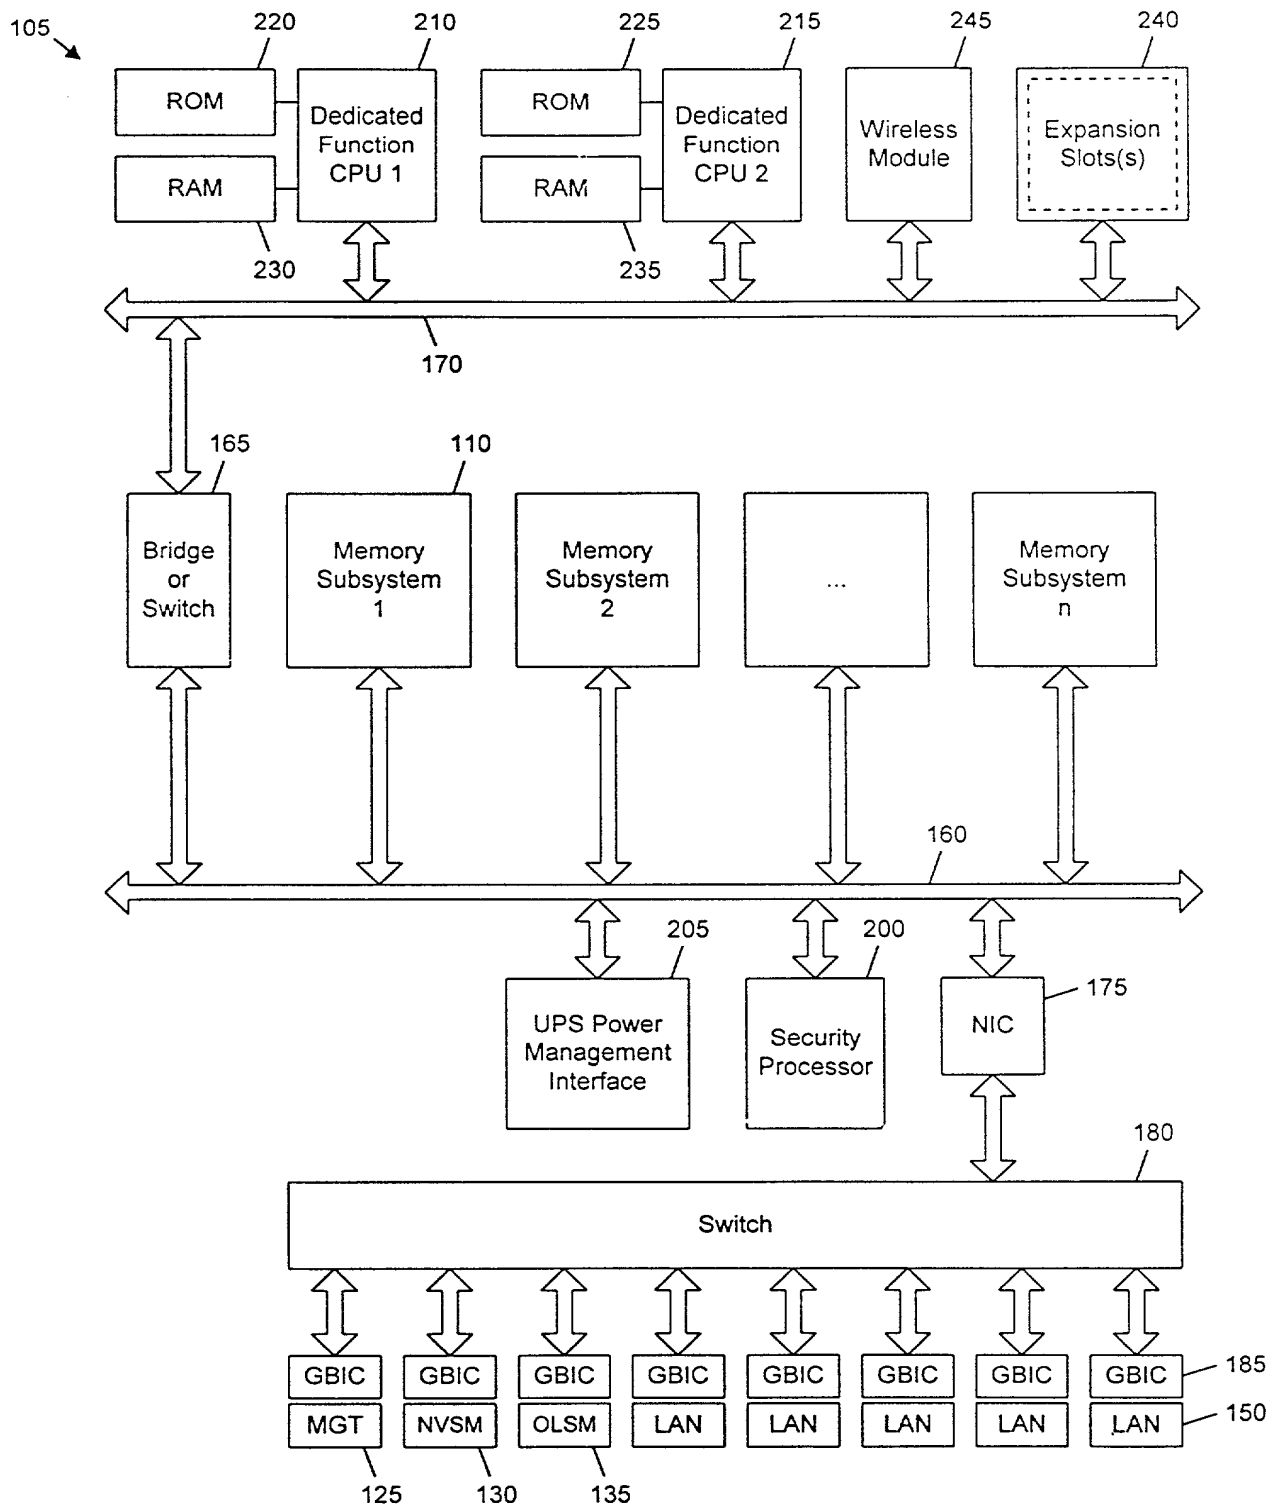 105
220
210
225
215
245
240
ROM
RAM
Dedicated
Function
CPU 1
ROM
RAM
Dedicated
Function
CPU 2
Wireless
Module
Expansion
Slots(s)
230
235
170
165
110
Bridge
or
Switch
Memory
Subsystem
1
Memory
Subsystem
2
...
Memory
Subsystem
n
160
205
200
175
UPS Power
Management
Interface
Security
Processor
NIC
180
Switch
GBIC
GBIC
GBIC
GBIC
GBIC
GBIC
GBIC
GBIC
185
MGT
NVSM
OLSM
LAN
LAN
LAN
LAN
LAN
150
125
130
135